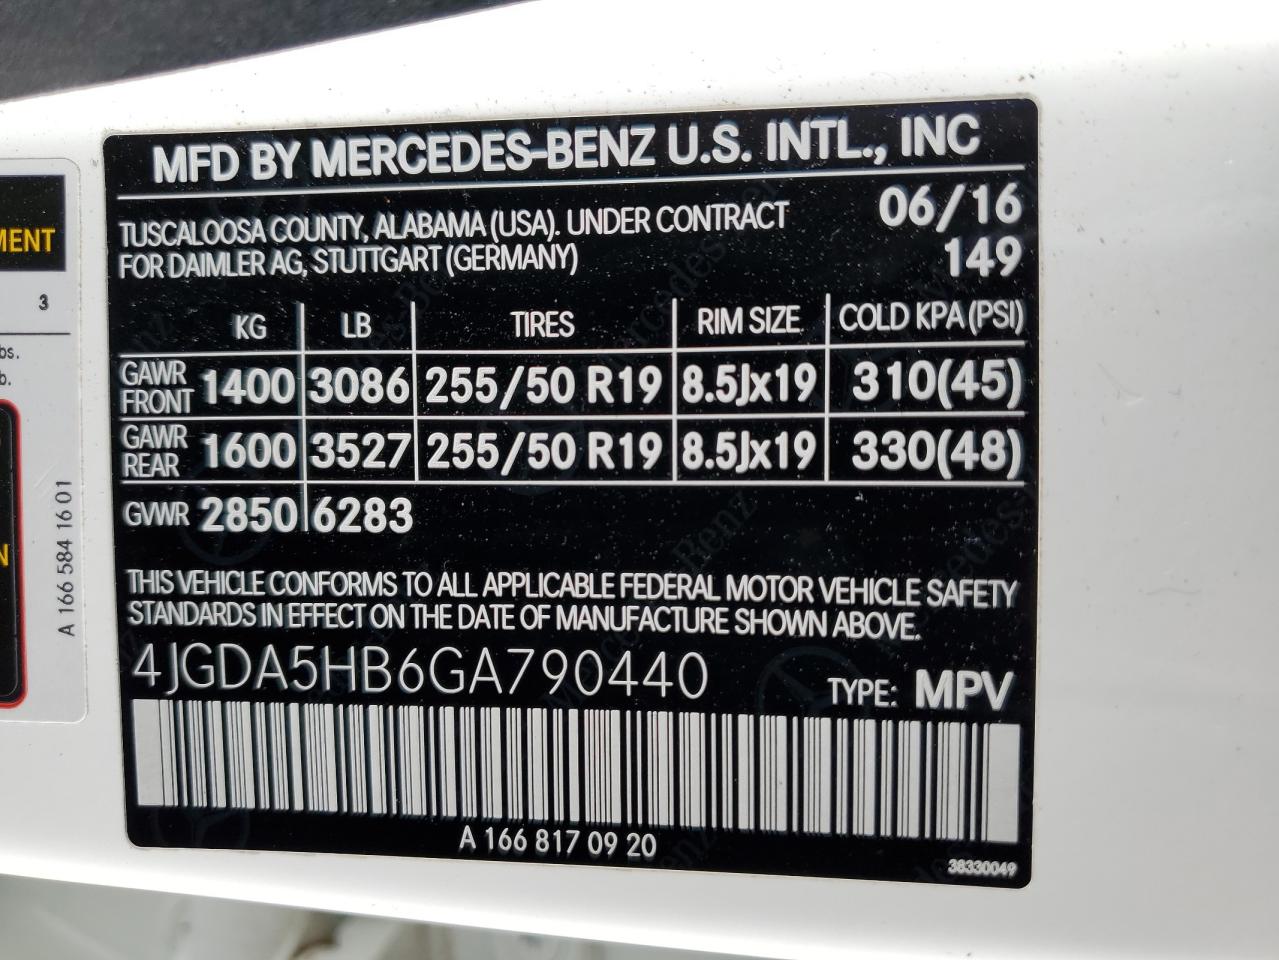 MFD BY MERCEDES-BENZ U.S. INTL., INC
TUSCALOOSA COUNTY, ALABAMA (USA). UNDER CONTRACT
FOR DAIMLER AG, STUTTGART (GERMANY)
06/16
149
KG LB TIRES RIM SIZE COLD KPA (PSI)
GAWR FRONT 1400 3086 255/50 R19 8.5Jx19 310(45)
GAWR REAR 1600 3527 255/50 R19 8.5Jx19 330(48)
GVWR 2850 6283
THIS VEHICLE CONFORMS TO ALL APPLICABLE FEDERAL MOTOR VEHICLE SAFETY
STANDARDS IN EFFECT ON THE DATE OF MANUFACTURE SHOWN ABOVE.
4JGDA5HB6GA790440
TYPE: MPV
A 166 817 09 20
38330049
MENT
3
bs.
b.
N
A 166 584 16 01